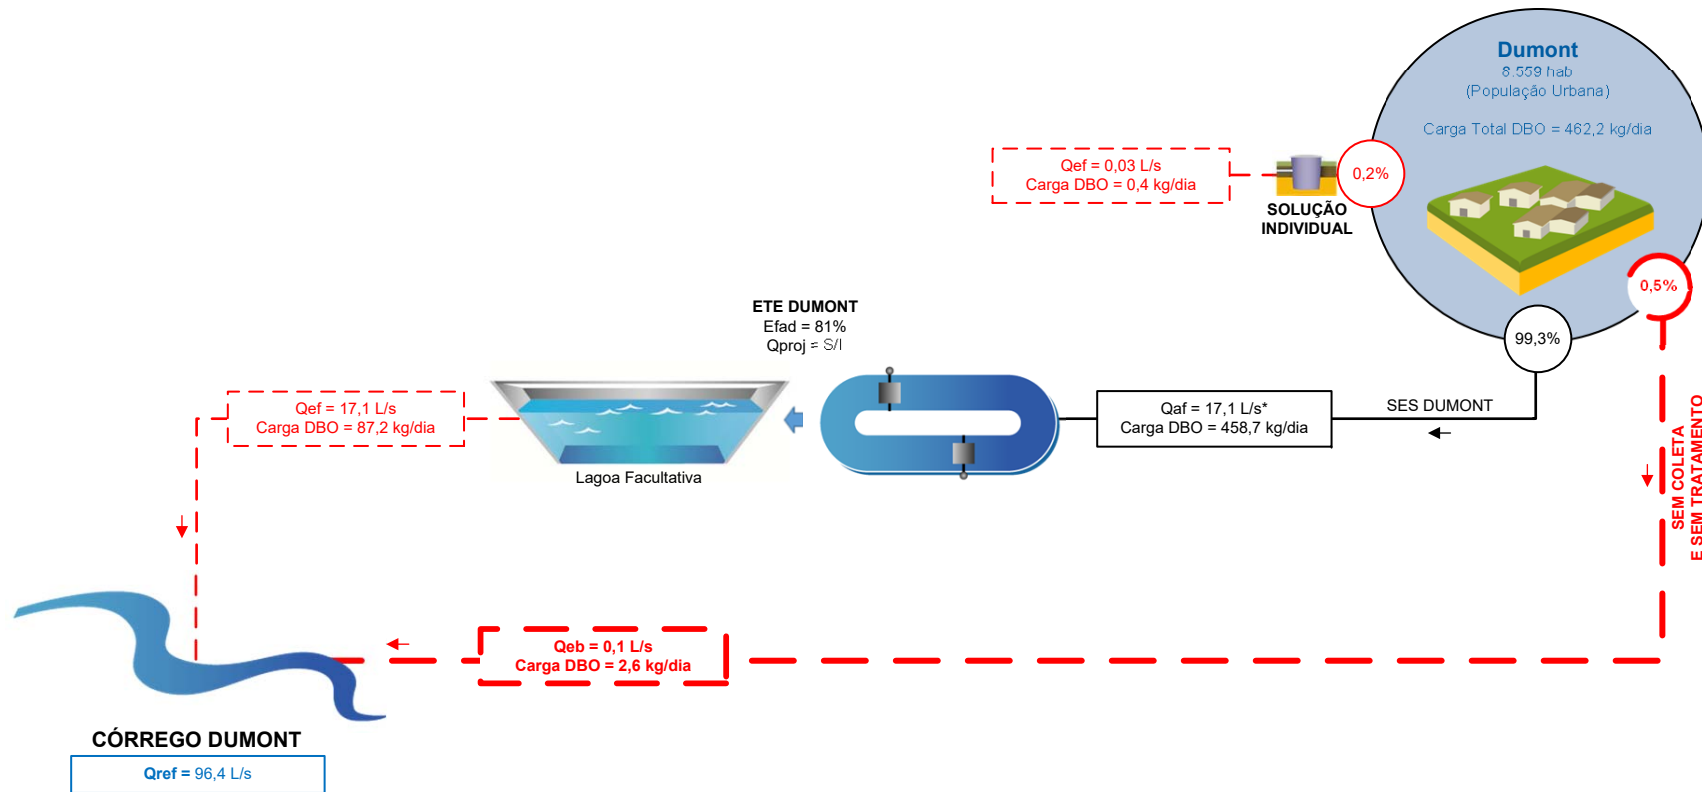 Dumont
8.559 hab
(População Urbana)
Carga Total DBO = 462,2 kg/dia
0,2%
Qef = 0,03 L/s
Carga DBO = 0,4 kg/dia
SOLUÇÃO
INDIVIDUAL
0,5%
99,3%
ETE DUMONT
Efad = 81%
Qproj = S/I
Qaf = 17,1 L/s*
Carga DBO = 458,7 kg/dia
SES DUMONT
Qef = 17,1 L/s
Carga DBO = 87,2 kg/dia
Lagoa Facultativa
SEM COLETA
E SEM TRATAMENTO
Qeb = 0,1 L/s
Carga DBO = 2,6 kg/dia
CÓRREGO DUMONT
Qref = 96,4 L/s